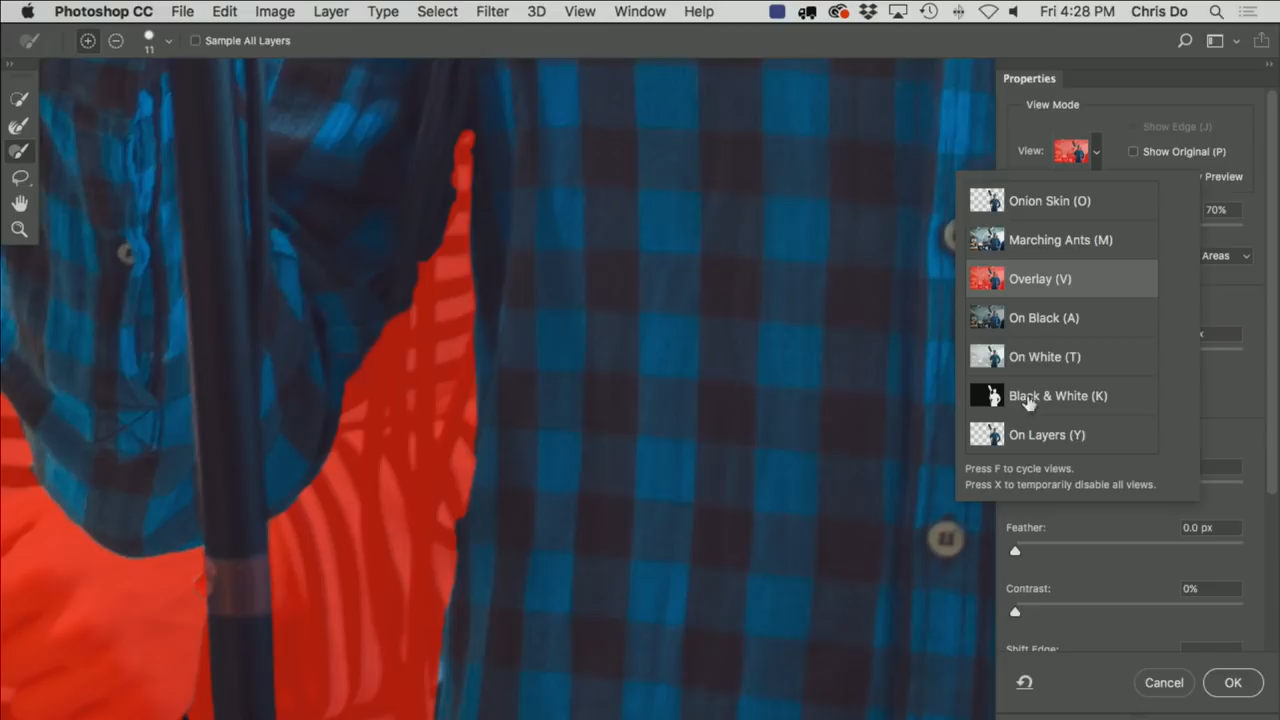 Photoshop CC File Edit Image Layer Type Select Filter 3D View Window Help Fri 4:28 PM Chris Do
11 Sample All Layers
Properties
View Mode
Show Edge (J)
View: Show Original (P)
Preview
Onion Skin (O) 70%
Marching Ants (M)
Areas
Overlay (V)
On Black (A)
On White (T)
Black & White (K)
On Layers (Y)
Press F to cycle views.
Press X to temporarily disable all views.
Feather: 0.0 px
Contrast: 0%
Shift Edge:
Cancel OK